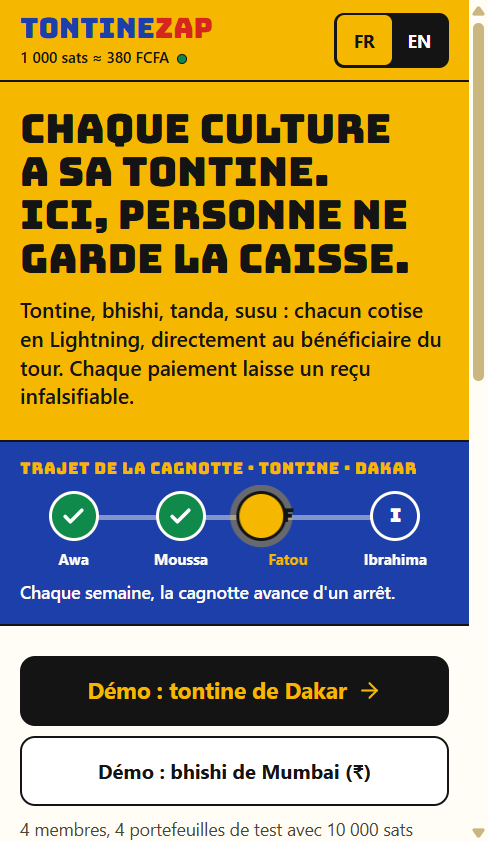 TONTINEZAP
1 000 sats ≈ 380 FCFA
FR
EN
CHAQUE CULTURE
A SA TONTINE.
ICI, PERSONNE NE
GARDE LA CAISSE.
Tontine, bhishi, tanda, susu : chacun cotise
en Lightning, directement au bénéficiaire du
tour. Chaque paiement laisse un reçu
infalsifiable.
TRAJET DE LA CAGNOTTE · TONTINE · DAKAR
F
I
Awa
Moussa
Fatou
Ibrahima
Chaque semaine, la cagnotte avance d'un arrêt.
Démo : tontine de Dakar →
Démo : bhishi de Mumbai (₹)
4 membres, 4 portefeuilles de test avec 10 000 sats